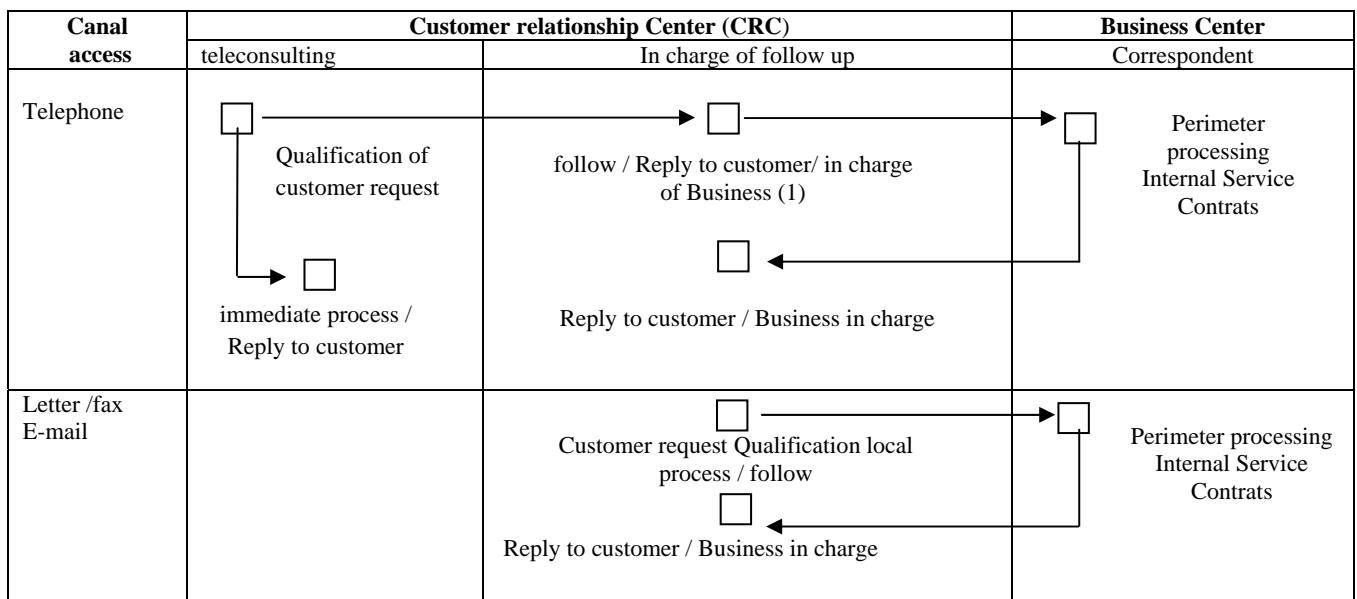 Canal
access
Customer relationship Center (CRC)
Business Center
teleconsulting
In charge of follow up
Correspondent
Telephone
Qualification of
customer request
follow / Reply to customer/ in charge
of Business (1)
Perimeter
processing
Internal Service
Contrats
immediate process /
Reply to customer
Reply to customer / Business in charge
Letter /fax
E-mail
Customer request Qualification local
process / follow
Perimeter processing
Internal Service
Contrats
Reply to customer / Business in charge